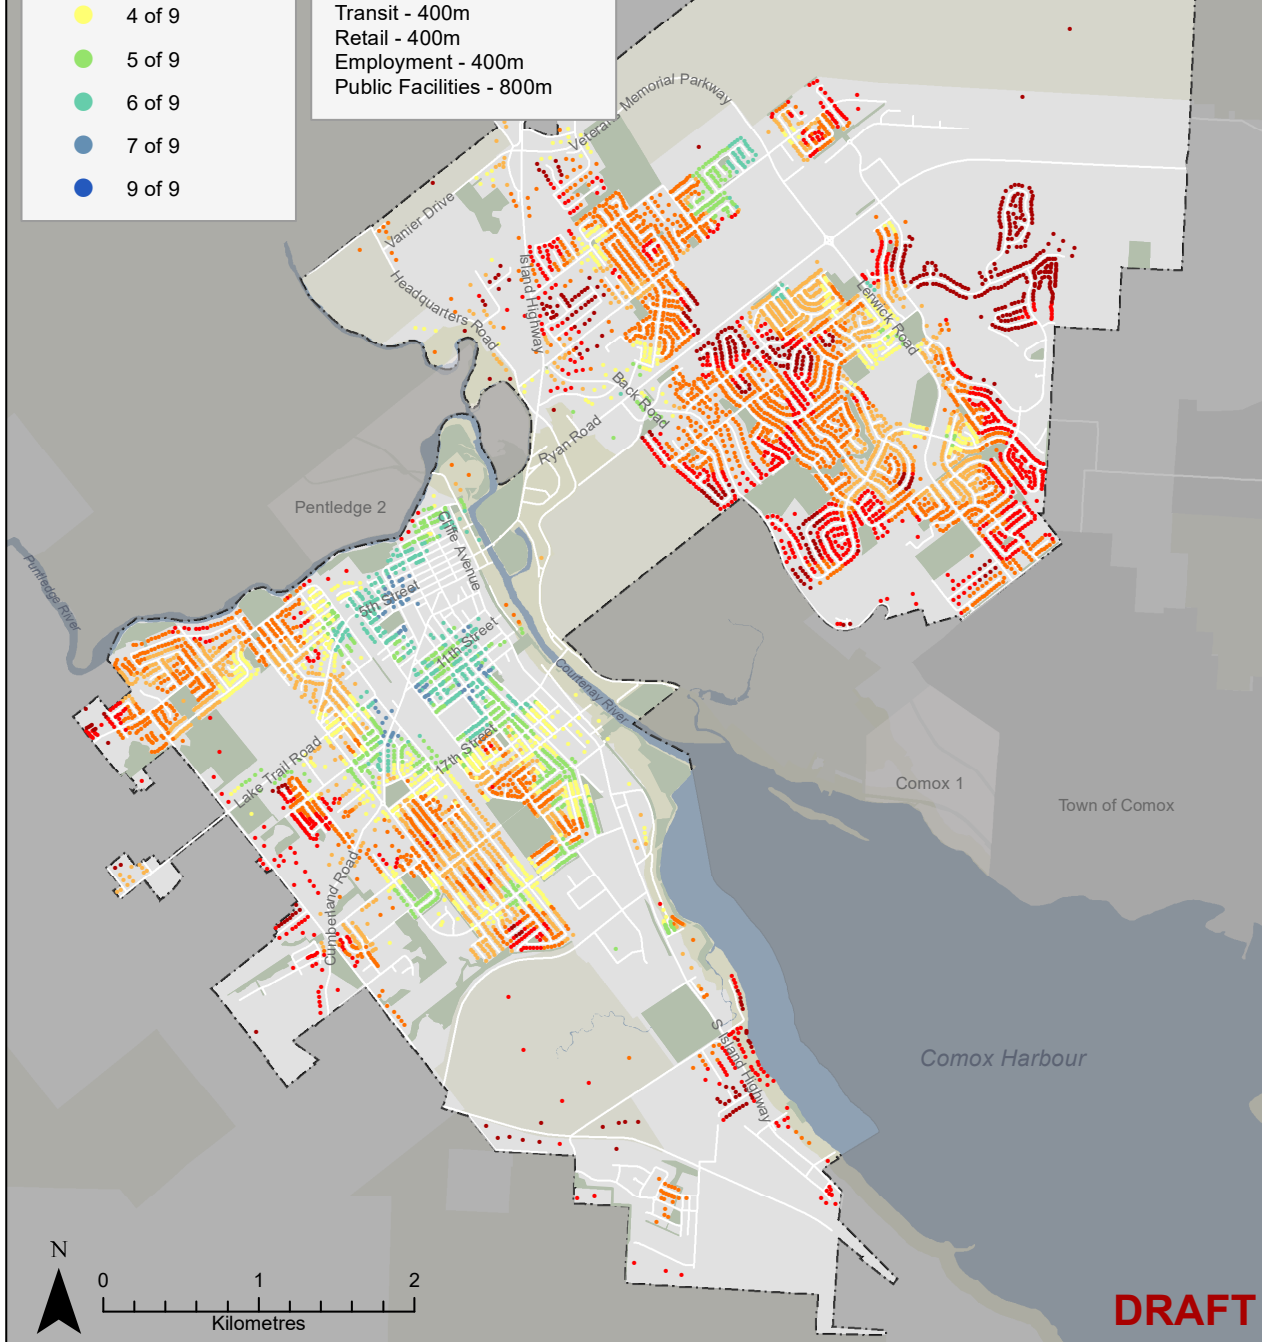 4 of 9
5 of 9
6 of 9
7 of 9
9 of 9
Transit - 400m
Retail - 400m
Employment - 400m
Public Facilities - 800m
Veterans Memorial Parkway
Vanier Drive
Island Highway
Headquarters Road
Lerwick Road
Back Road
Ryan Road
Pentledge 2
Cliffe Avenue
Puntledge River
5th Street
11th Street
Courtenay River
17th Street
Lake Trail Road
Comox 1
Town of Comox
Cumberland Road
S Island Highway
Comox Harbour
N
0 1 2
Kilometres
DRAFT